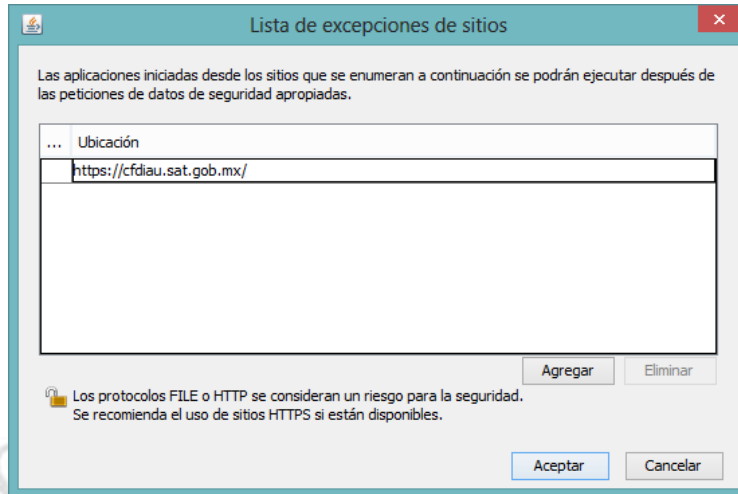 Lista de excepciones de sitios
Las aplicaciones iniciadas desde los sitios que se enumeran a continuación se podrán ejecutar después de
las peticiones de datos de seguridad apropiadas.
... Ubicación
https://cfdiau.sat.gob.mx/
Agregar Eliminar
Los protocolos FILE o HTTP se consideran un riesgo para la seguridad.
Se recomienda el uso de sitios HTTPS si están disponibles.
Aceptar Cancelar